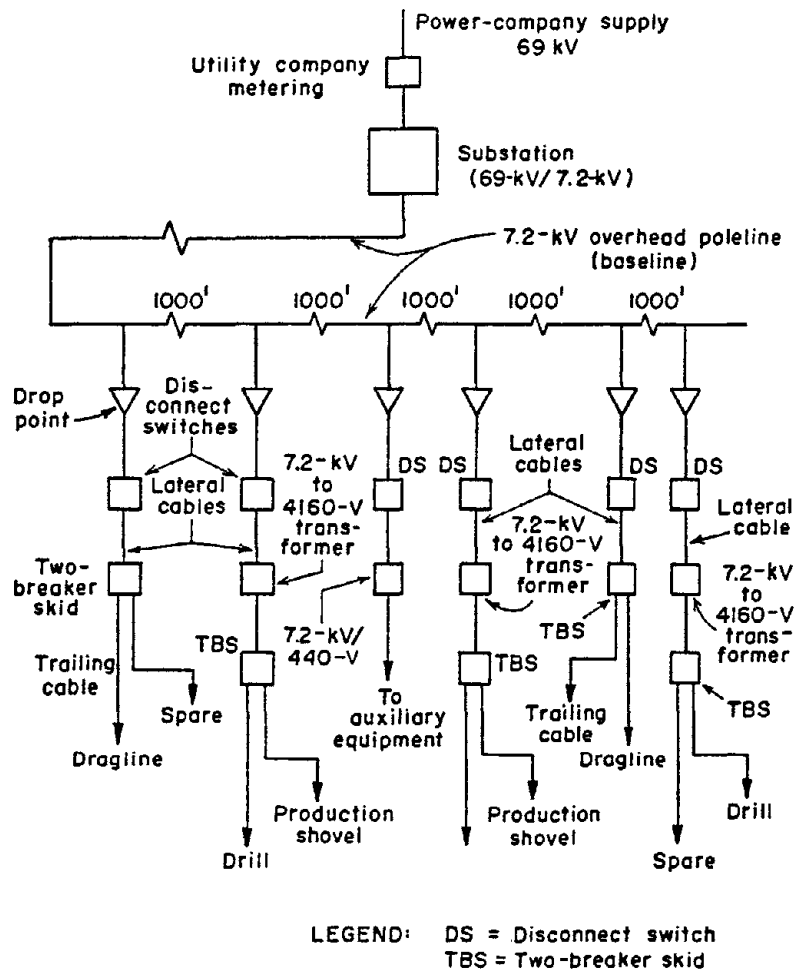 Power-company supply
69 kV
Utility company
metering
Substation
(69-kV/7.2-kV)
7.2-kV overhead poleline
(baseline)
1000'
1000'
1000'
1000'
1000'
Drop
point
Dis-
connect
switches
Lateral
cables
7.2-kV
to
4160-V
trans-
former
DS
DS
Lateral
cables
7.2-kV
to 4160-V
trans-
former
DS
DS
Lateral
cable
7.2-kV
to
4160-V
trans-
former
Two-
breaker
skid
TBS
7.2-kV/
440-V
TBS
TBS
TBS
Trailing
cable
Spare
Dragline
To
auxiliary
equipment
Trailing
cable
Dragline
Production
shovel
Drill
Production
shovel
Drill
Spare
LEGEND: DS = Disconnect switch
TBS = Two-breaker skid